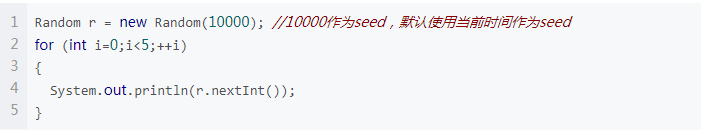 1 Random r = new Random(10000); //10000作为seed，默认使用当前时间作为seed
2 for (int i=0;i<5;++i)
3 {
4   System.out.println(r.nextInt());
5 }